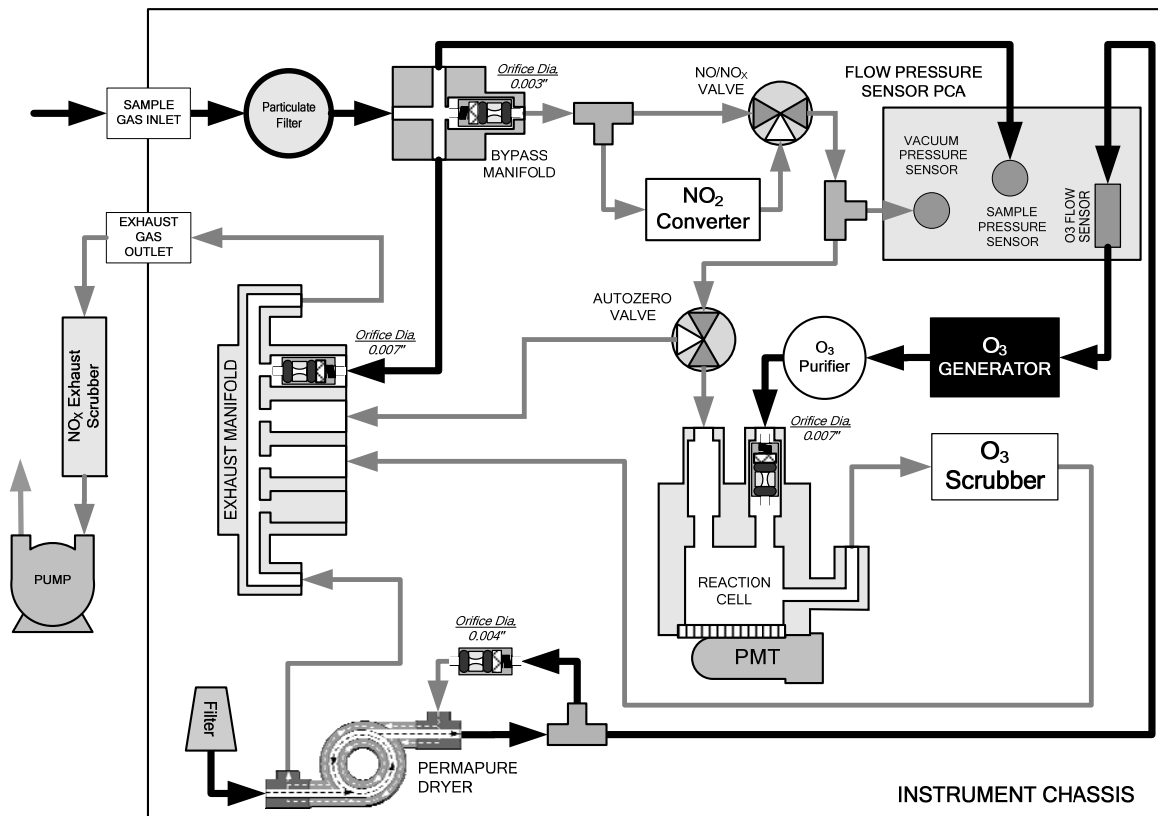 SAMPLE
GAS INLET
Particulate
Filter
Orifice Dia.
0.003"
BYPASS
MANIFOLD
NO/NOX
VALVE
FLOW PRESSURE
SENSOR PCA
VACUUM
PRESSURE
SENSOR
SAMPLE
PRESSURE
SENSOR
O3 FLOW
SENSOR
NO2
Converter
EXHAUST
GAS
OUTLET
AUTOZERO
VALVE
Orifice Dia.
0.007"
O3
Purifier
O3
GENERATOR
NOX Exhaust
Scrubber
EXHAUST MANIFOLD
Orifice Dia.
0.007"
O3
Scrubber
PUMP
REACTION
CELL
PMT
Orifice Dia.
0.004"
Filter
PERMAPURE
DRYER
INSTRUMENT CHASSIS